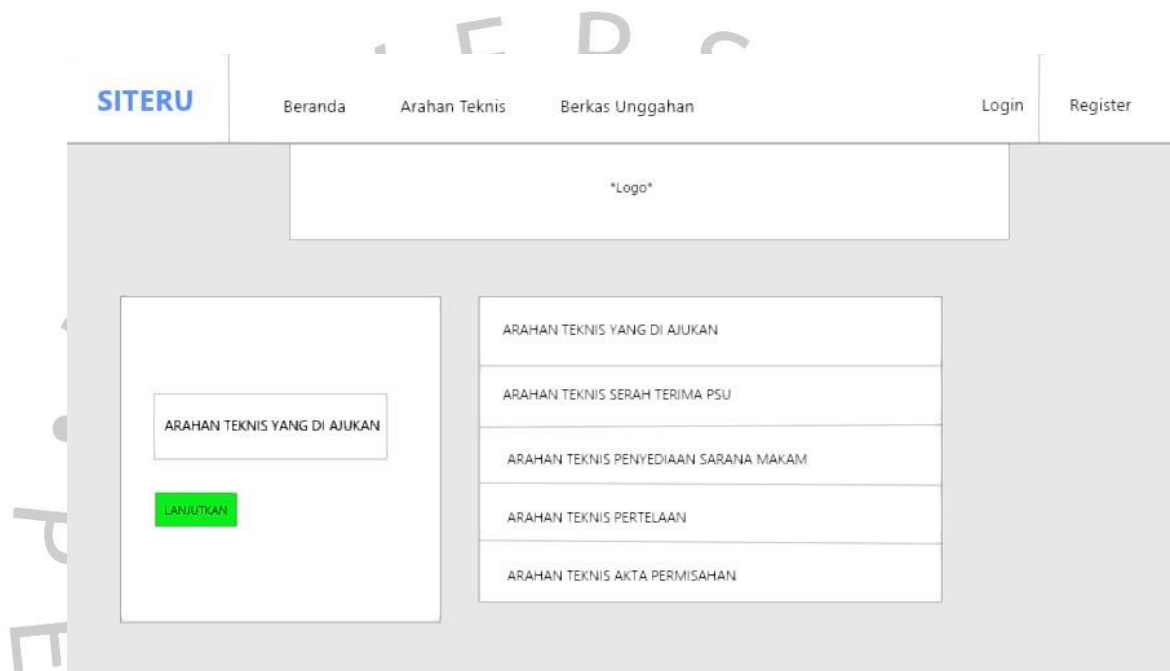 SITERU
Beranda Arahan Teknis Berkas Unggahan
Login Register
*Logo*
ARAHAN TEKNIS YANG DI AJUKAN
LANJUTKAN
ARAHAN TEKNIS YANG DI AJUKAN
ARAHAN TEKNIS SERAH TERIMA PSU
ARAHAN TEKNIS PENYEDIAAN SARANA MAKAM
ARAHAN TEKNIS PERTELAAN
ARAHAN TEKNIS AKTA PERMISAHAN